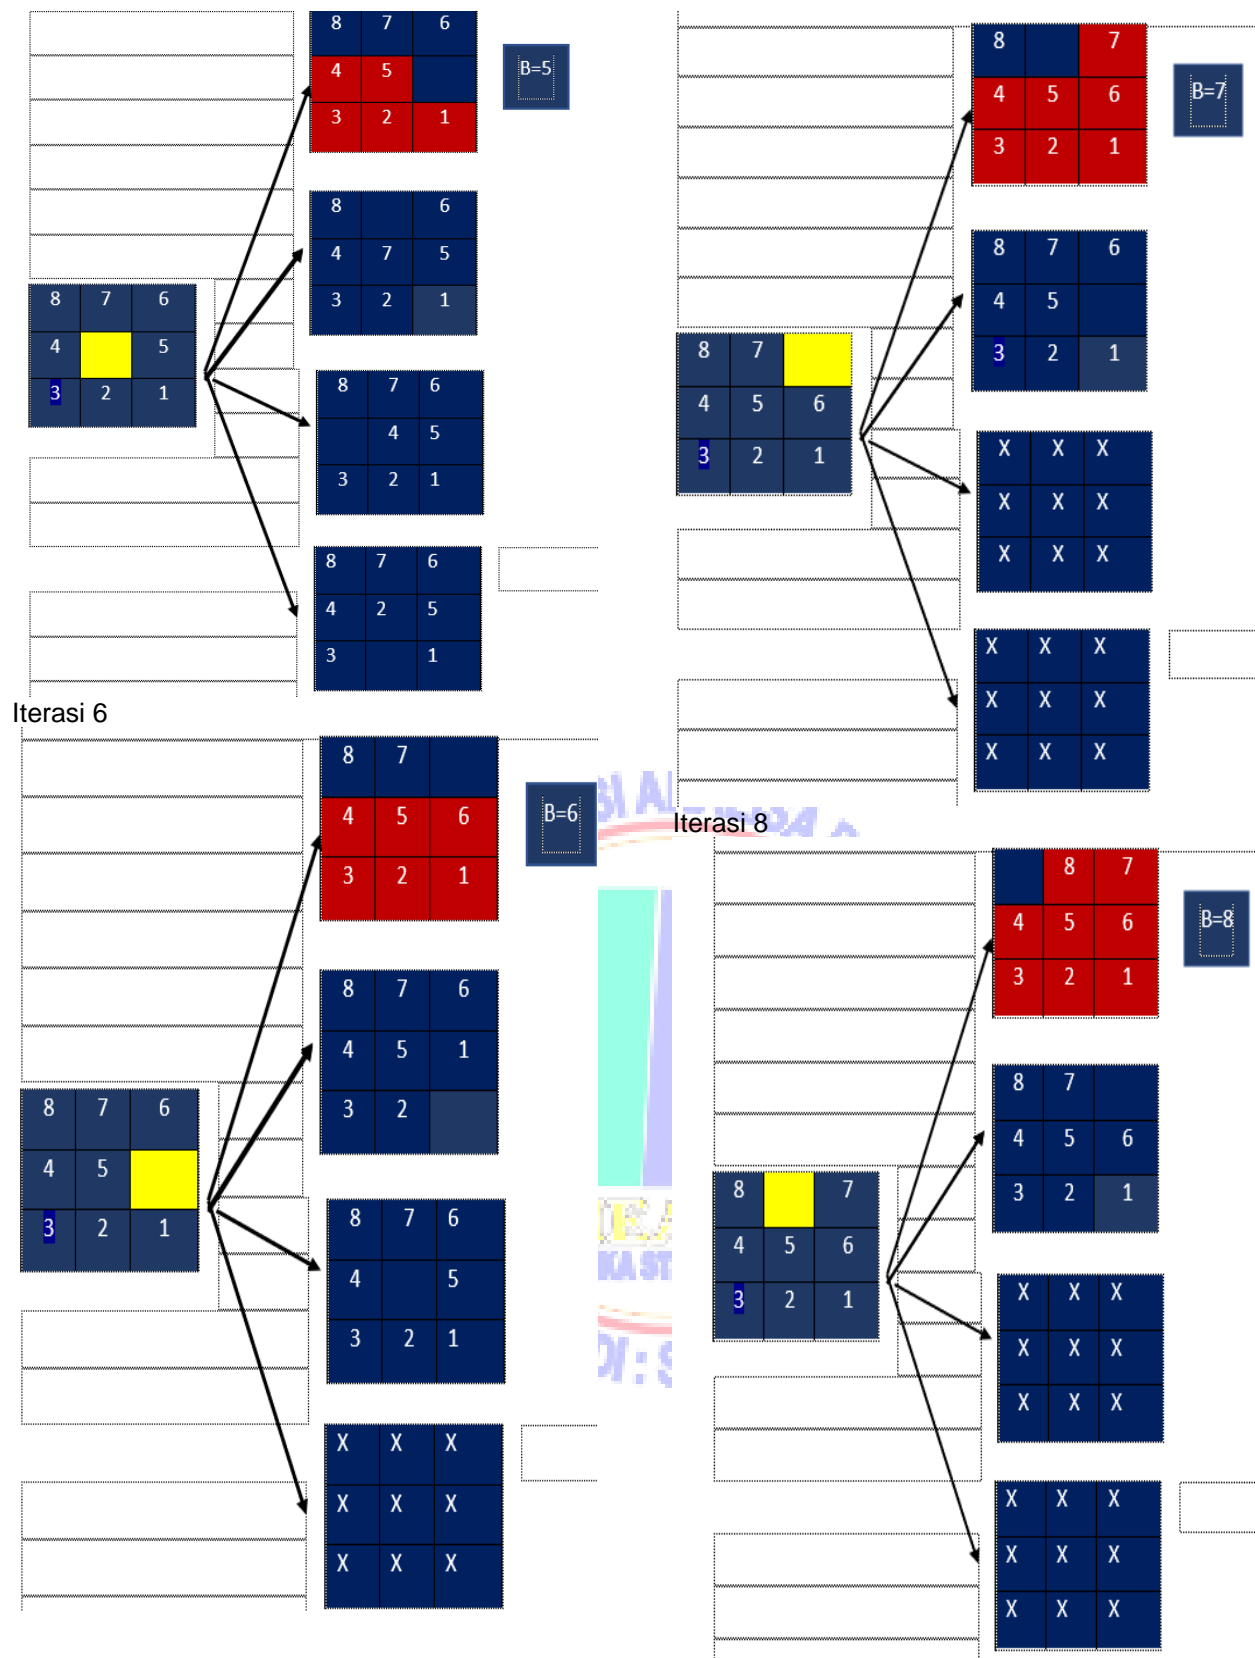 8 7 6
4 5
3 2 1
B=5
8 6
4 7 5
3 2 1
8 7 6
4 5
3 2 1
8 7 6
4 5
3 2 1
8 7 6
4 2 5
3 1
Iterasi 6
8 7
4 5 6
3 2 1
B=6
8 7 6
4 5 1
3 2
8 7 6
4 5
3 2 1
8 7 6
4 5
3 2 1
X X X
X X X
X X X
8 7
4 5 6
3 2 1
B=7
8 7 6
4 5
3 2 1
8 7
4 5 6
3 2 1
X X X
X X X
X X X
X X X
X X X
X X X
Iterasi 8
8 7
4 5 6
3 2 1
B=8
8 7
4 5 6
3 2 1
8 7
4 5 6
3 2 1
X X X
X X X
X X X
X X X
X X X
X X X